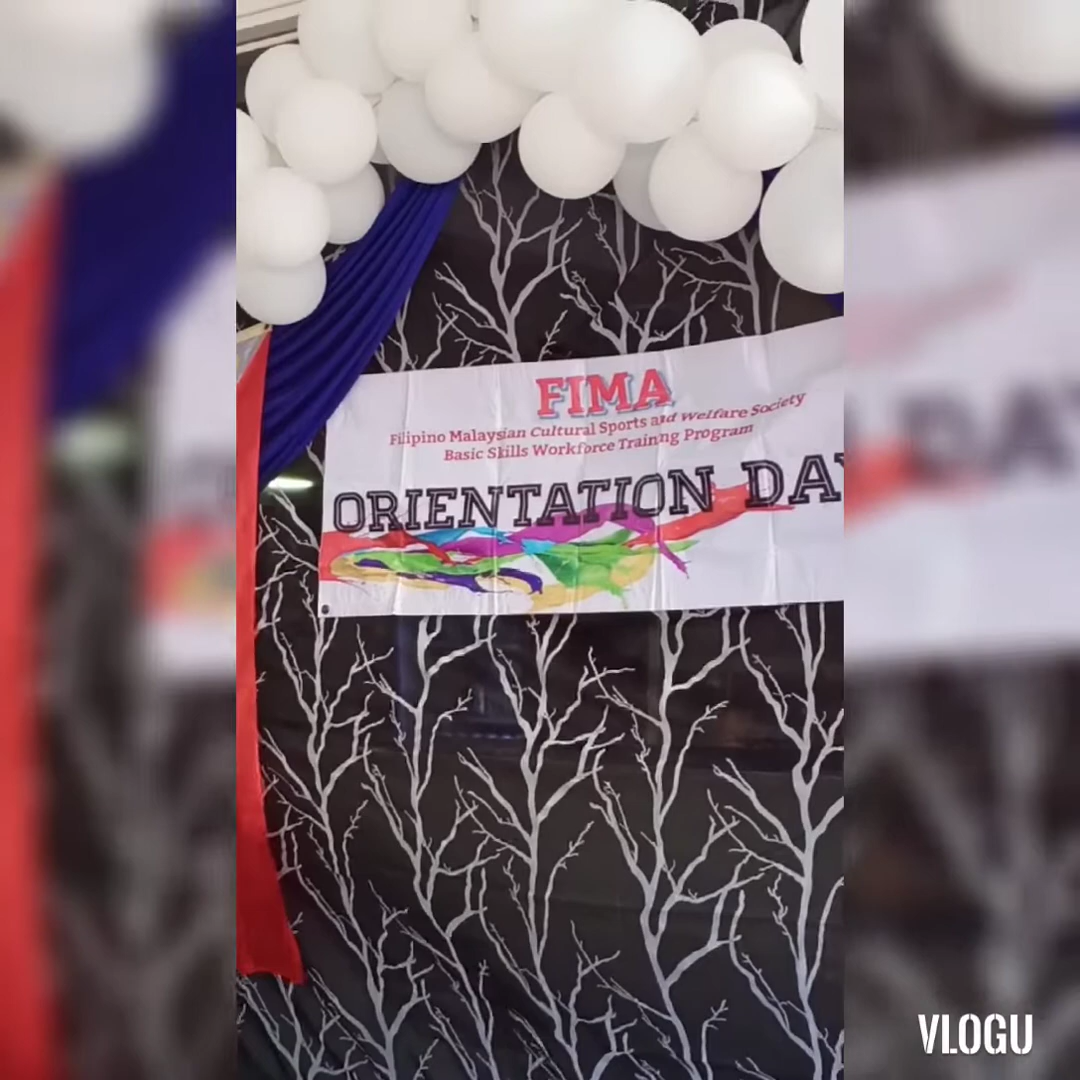 FIMA
Filipino Malaysian Cultural Sports and Welfare Society
Basic Skills Workforce Training Program
ORIENTATION DAY
VLOGU